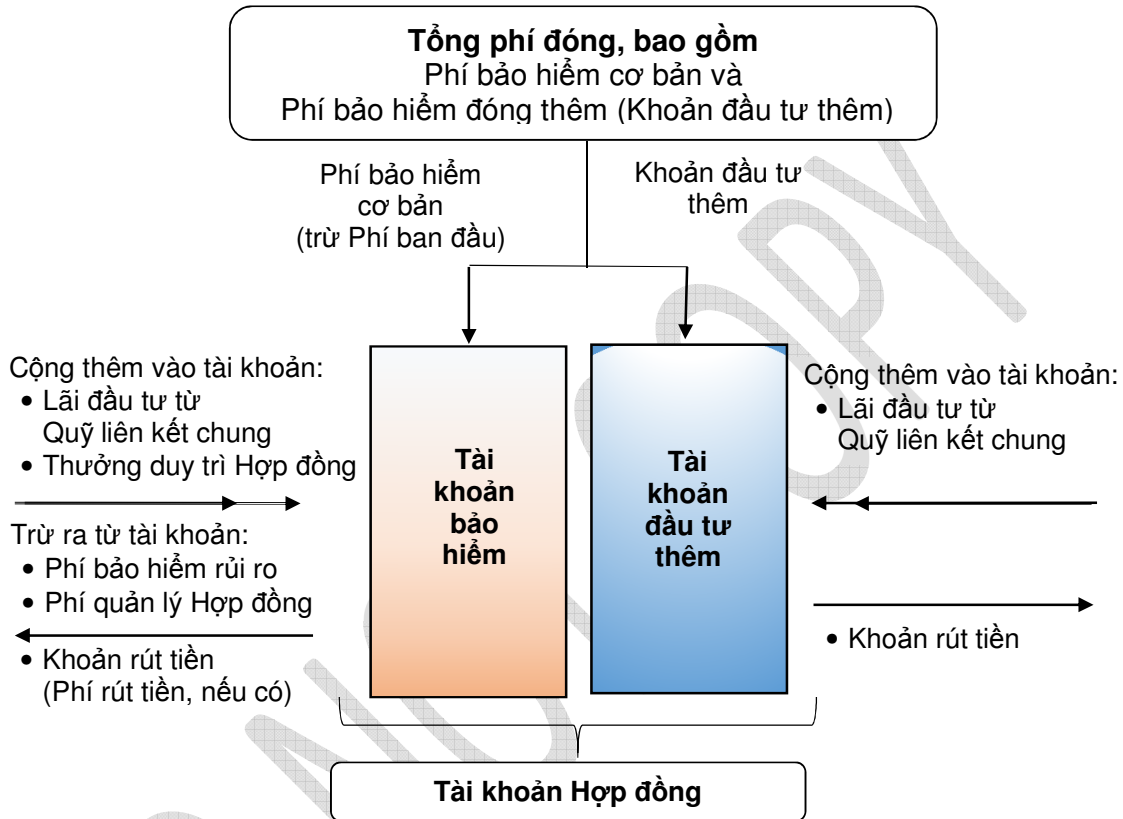 Tổng phí đóng, bao gồm
Phí bảo hiểm cơ bản và
Phí bảo hiểm đóng thêm (Khoản đầu tư thêm)
Phí bảo hiểm
cơ bản
(trừ Phí ban đầu)
Khoản đầu tư
thêm
Cộng thêm vào tài khoản:
• Lãi đầu tư từ
Quỹ liên kết chung
• Thưởng duy trì Hợp đồng
Trừ ra từ tài khoản:
• Phí bảo hiểm rủi ro
• Phí quản lý Hợp đồng
• Khoản rút tiền
(Phí rút tiền, nếu có)
Tài
khoản
bảo
hiểm
Tài
khoản
đầu tư
thêm
Cộng thêm vào tài khoản:
• Lãi đầu tư từ
Quỹ liên kết chung
• Khoản rút tiền
Tài khoản Hợp đồng